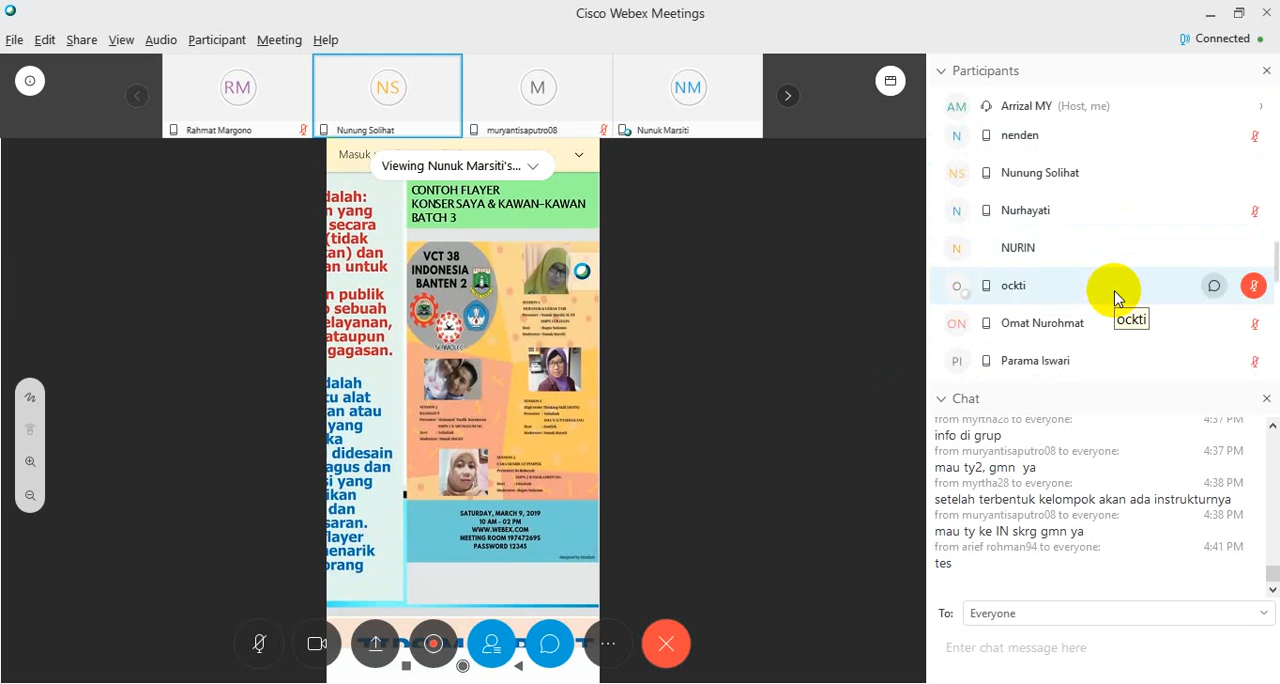 Cisco Webex Meetings
File Edit Share View Audio Participant Meeting Help
Connected
RM
Rahmat Margono
NS
Nunung Solihat
M
muryantisaputro08
NM
Nunuk Marsiti
Masuk
Viewing Nunuk Marsiti's...
dalah:
n yang
secara
(tidak
an) dan
an untuk
n publik
o sebuah
elayanan,
ataupun
gagasan.
dalah
tu alat
an atau
yang
ka
didesain
agus dan
si yang
ikan
dan
saran.
layer
enarik
orang
CONTOH FLAYER
KONSER SAYA & KAWAN-KAWAN
BATCH 3
VCT 38
INDONESIA
BANTEN 2
SEAMOLEC
SATURDAY, MARCH 9, 2019
10 AM - 02 PM
WWW.WEBEX.COM
MEETING ROOM 197472695
PASSWORD 12345
Participants
AM Arrizal MY (Host, me)
N nenden
NS Nunung Solihat
N Nurhayati
N NURIN
O ockti
ockti
ON Omat Nurohmat
PI Parama Iswari
Chat
from myrtha28 to everyone: 4:37 PM
info di grup
from muryantisaputro08 to everyone: 4:37 PM
mau ty2, gmn ya
from myrtha28 to everyone: 4:38 PM
setelah terbentuk kelompok akan ada instrukturnya
from muryantisaputro08 to everyone: 4:38 PM
mau ty ke IN skrg gmn ya
from arief rohman94 to everyone: 4:41 PM
tes
To: Everyone
Enter chat message here